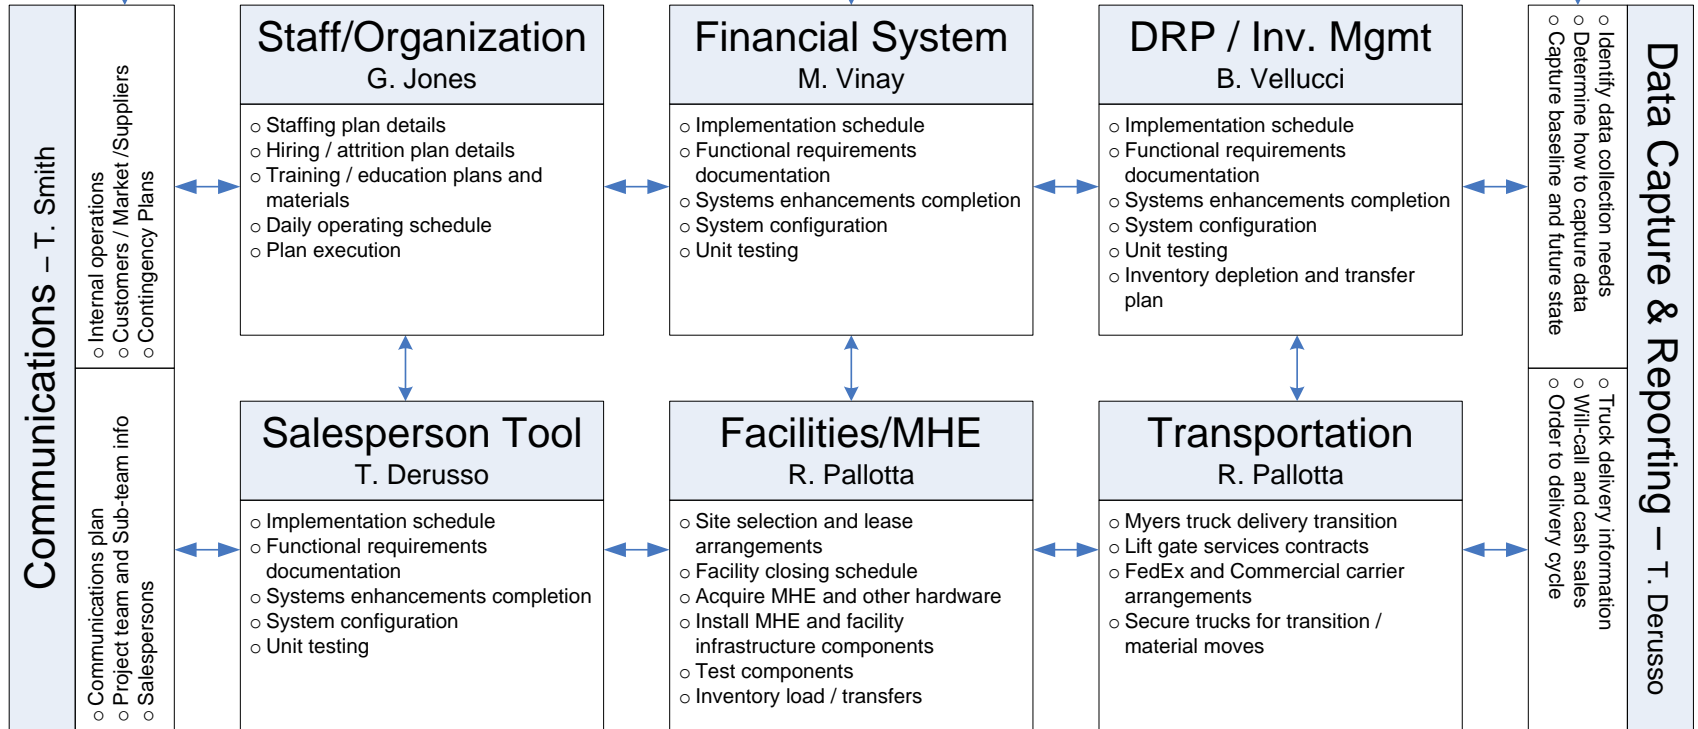 Communications – T. Smith
○ Internal operations
○ Customers / Market /Suppliers
○ Contingency Plans
○ Communications plan
○ Project team and Sub-team info
○ Salespersons
Staff/Organization
G. Jones
○ Staffing plan details
○ Hiring / attrition plan details
○ Training / education plans and
materials
○ Daily operating schedule
○ Plan execution
Financial System
M. Vinay
○ Implementation schedule
○ Functional requirements
documentation
○ Systems enhancements completion
○ System configuration
○ Unit testing
DRP / Inv. Mgmt
B. Vellucci
○ Implementation schedule
○ Functional requirements
documentation
○ Systems enhancements completion
○ System configuration
○ Unit testing
○ Inventory depletion and transfer
plan
Salesperson Tool
T. Derusso
○ Implementation schedule
○ Functional requirements
documentation
○ Systems enhancements completion
○ System configuration
○ Unit testing
Facilities/MHE
R. Pallotta
○ Site selection and lease
arrangements
○ Facility closing schedule
○ Acquire MHE and other hardware
○ Install MHE and facility
infrastructure components
○ Test components
○ Inventory load / transfers
Transportation
R. Pallotta
○ Myers truck delivery transition
○ Lift gate services contracts
○ FedEx and Commercial carrier
arrangements
○ Secure trucks for transition /
material moves
Data Capture & Reporting – T. Derusso
○ Identify data collection needs
○ Determine how to capture data
○ Capture baseline and future state
○ Truck delivery information
○ Will-call and cash sales
○ Order to delivery cycle